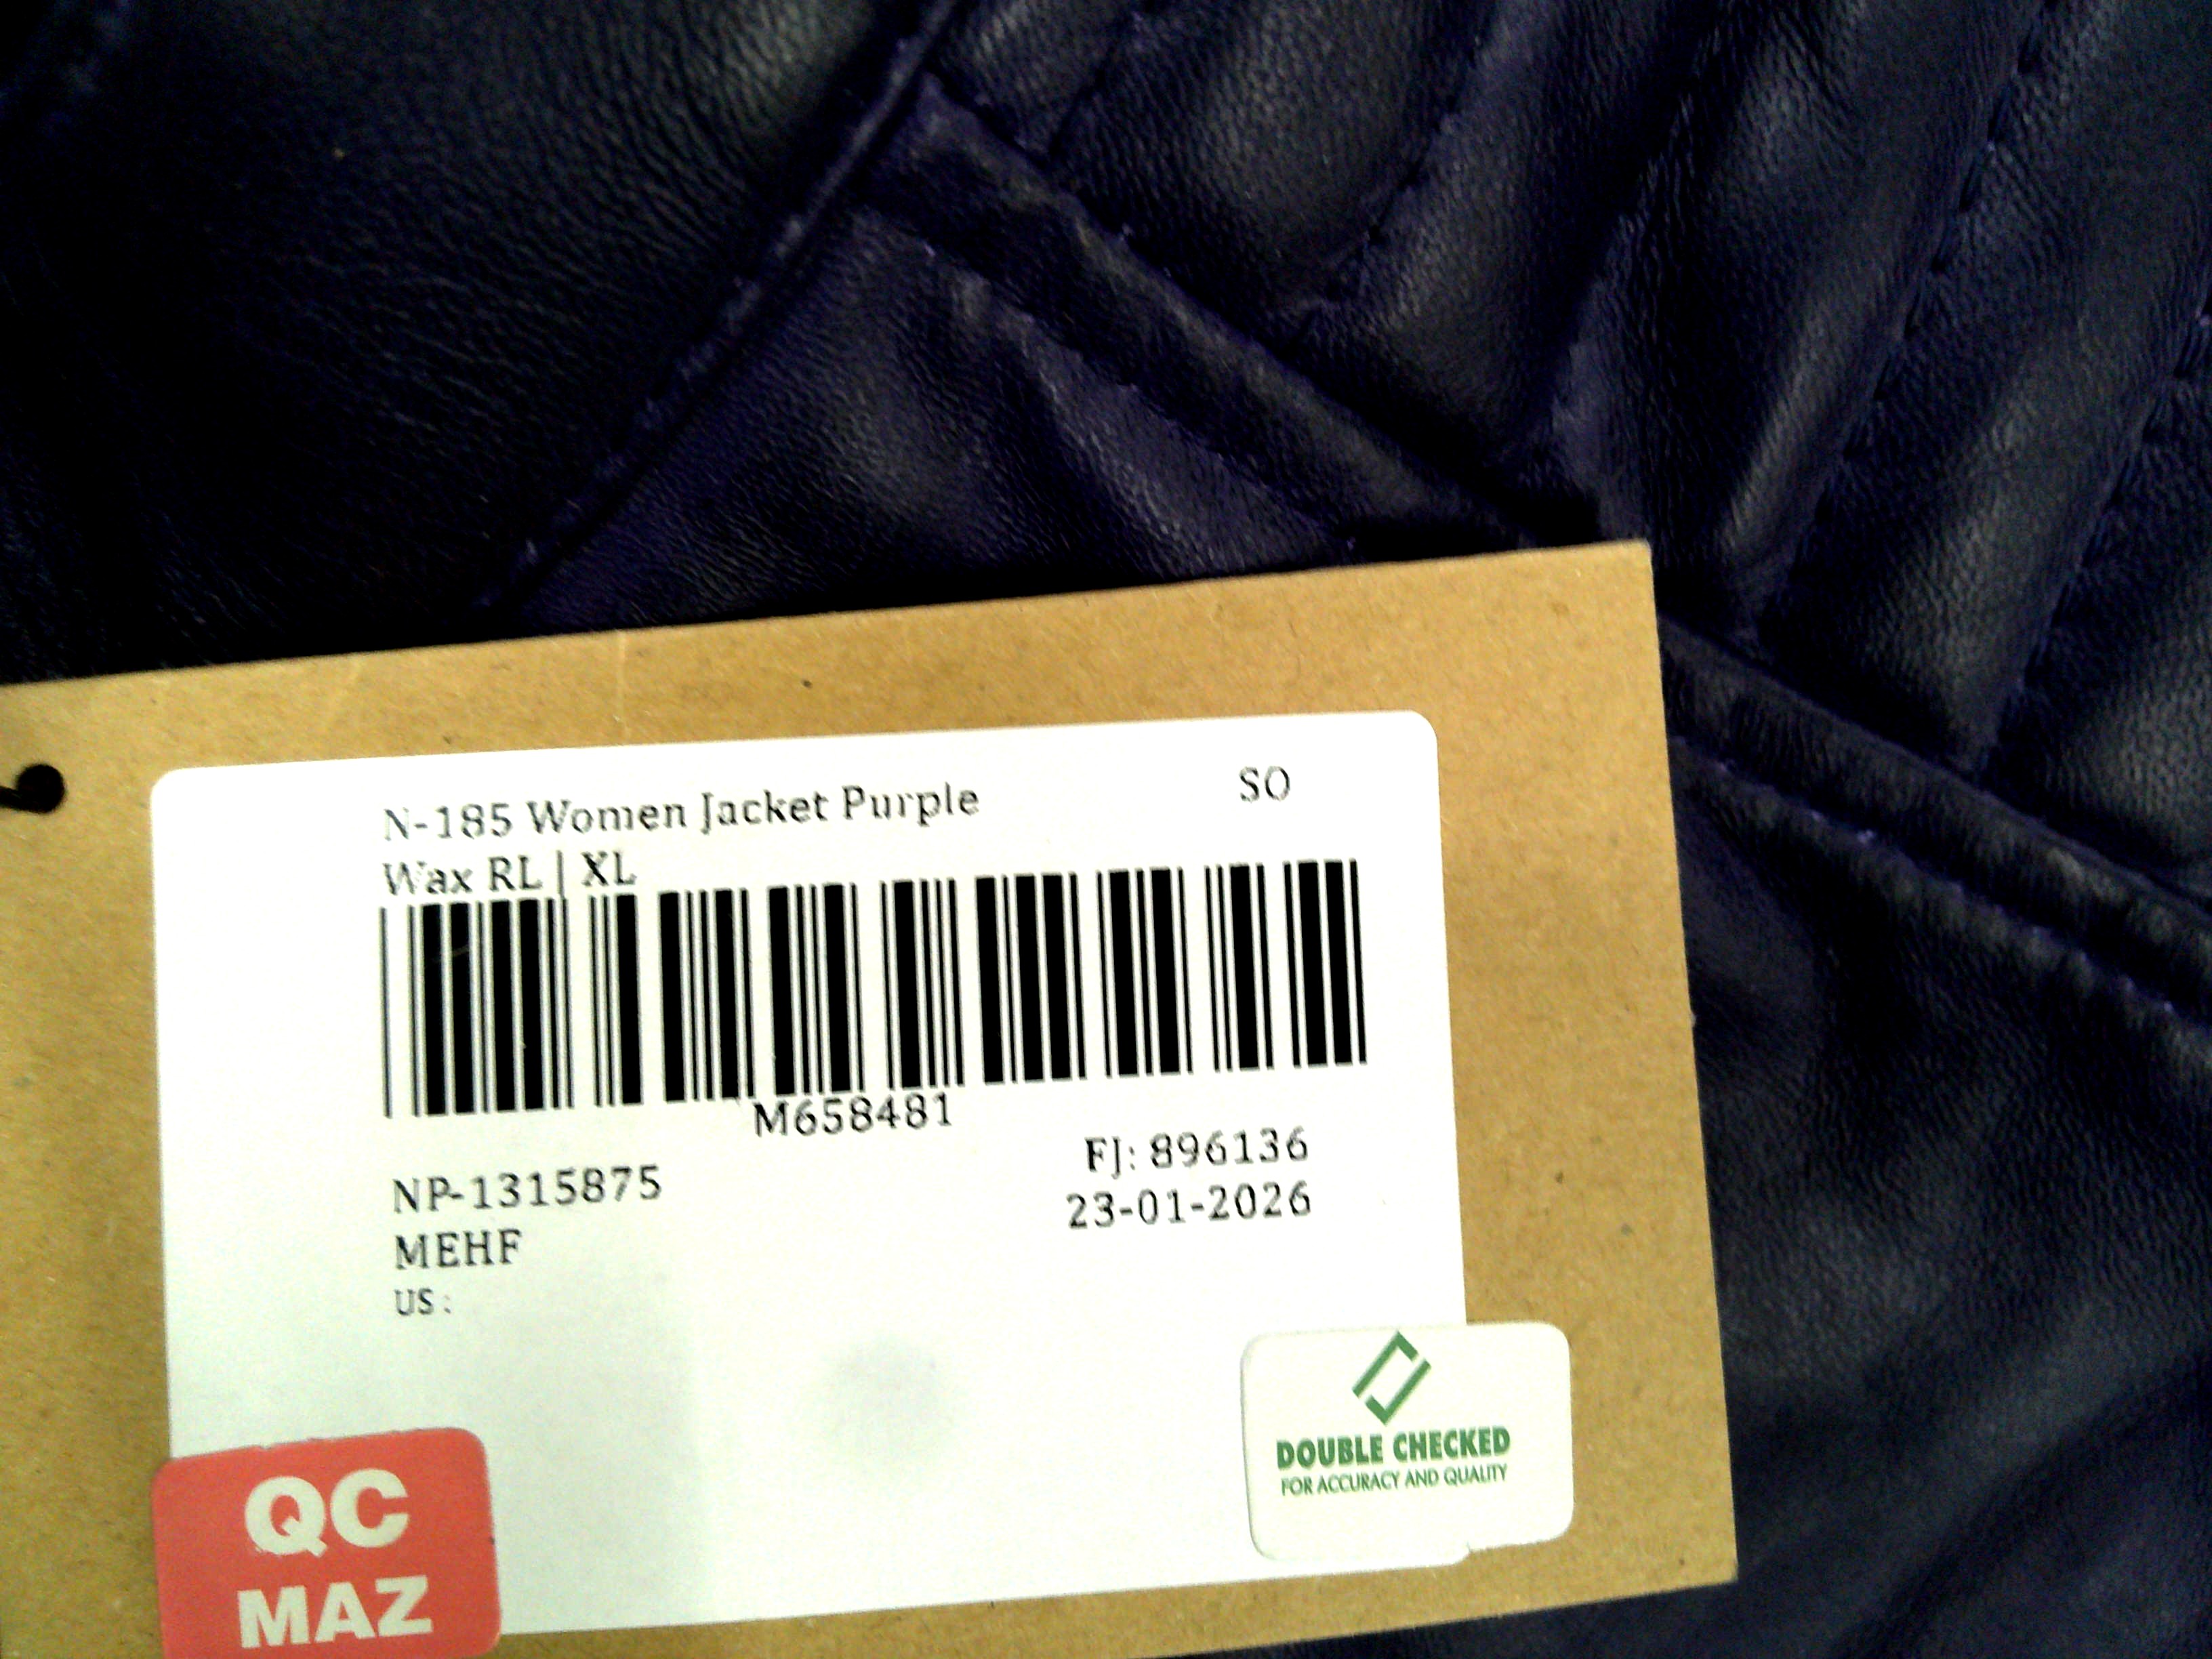 N-185 Women Jacket Purple SO
Wax RL | XL
M658481
FJ: 896136
NP-1315875
23-01-2026
MEHF
US :
DOUBLE CHECKED
FOR ACCURACY AND QUALITY
QC
MAZ